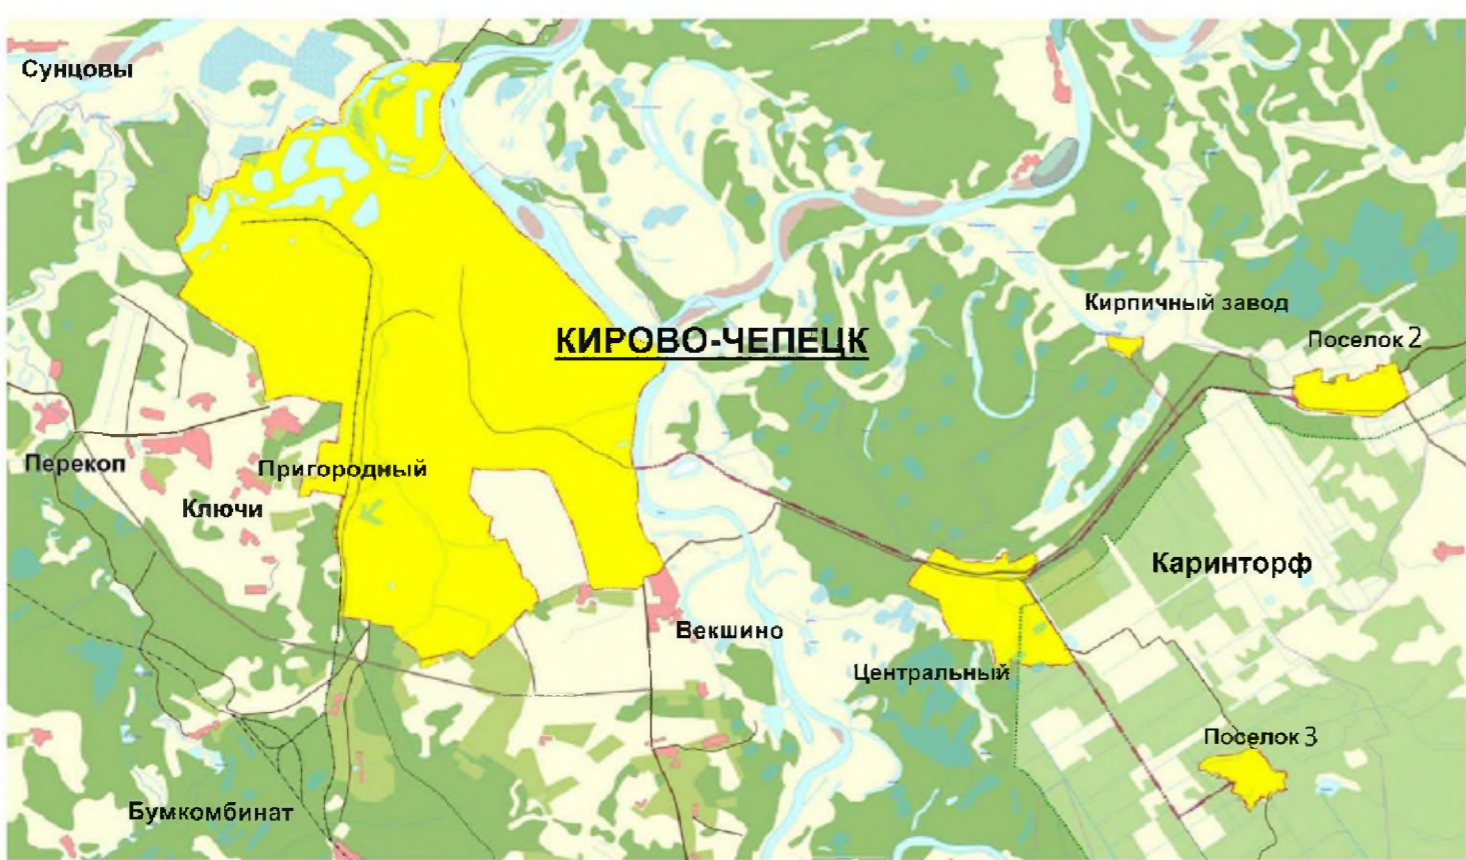 Сунцовы
Кирпичный завод
КИРОВО-ЧЕПЕЦК
Поселок 2
Перекоп
Пригородный
Ключи
Каринторф
Векшино
Центральный
Поселок 3
Бумкомбинат